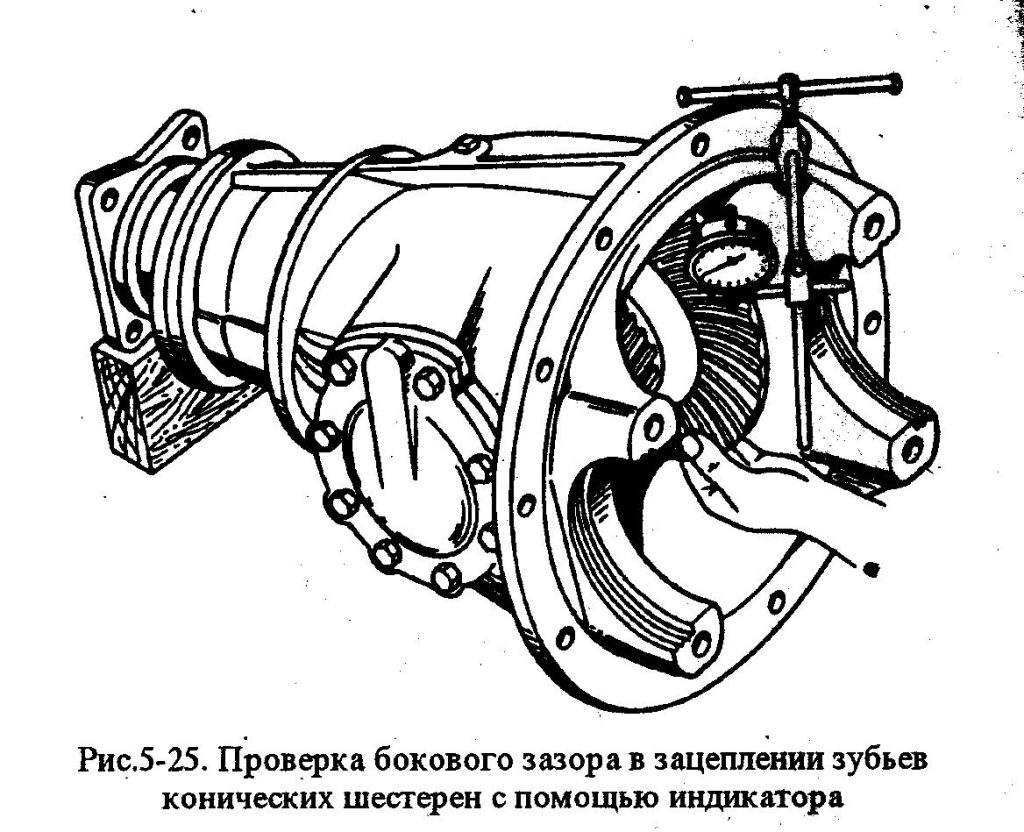 Рис.5-25. Проверка бокового зазора в зацеплении зубьев
конических шестерен с помощью индикатора